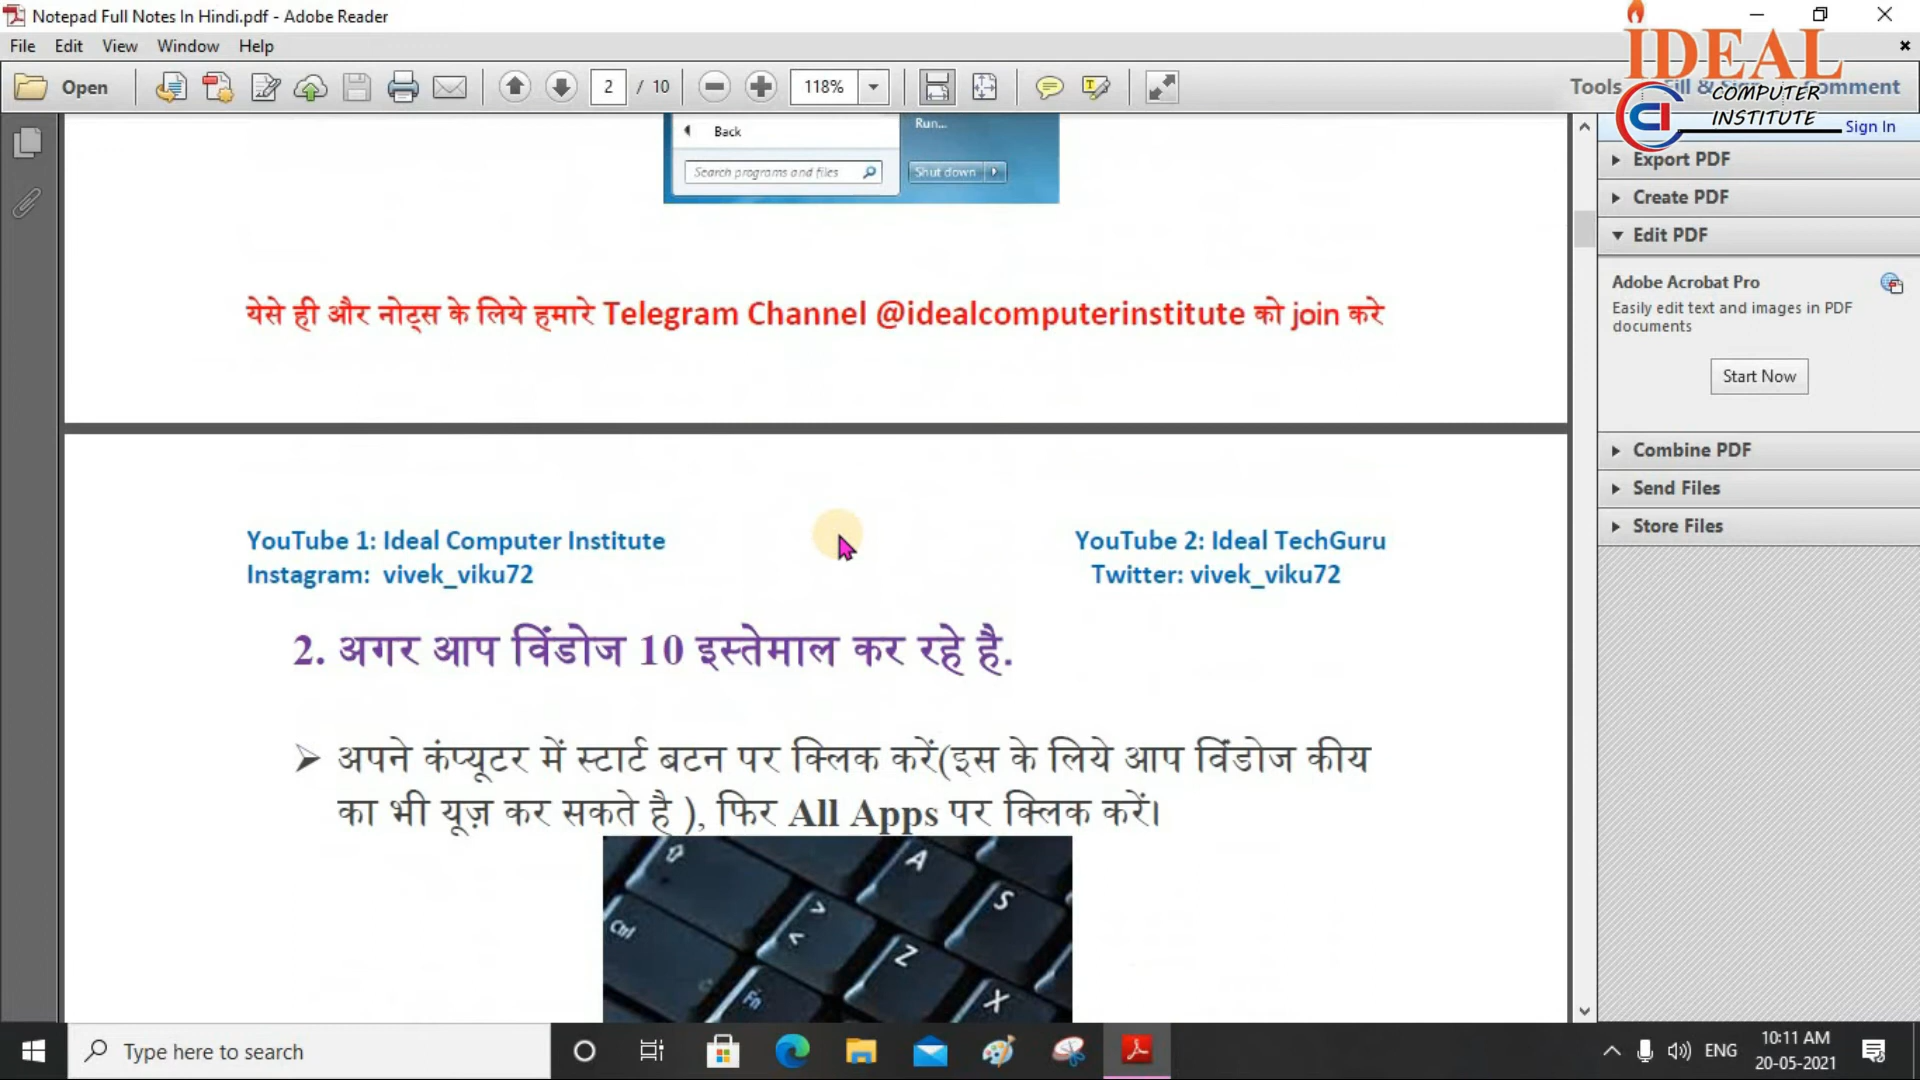 Notepad Full Notes In Hindi.pdf - Adobe Reader
File Edit View Window Help
IDEAL
COMPUTER
INSTITUTE
Open 2 / 10 118% Tools Comment
Sign In
Back
Run...
Search programs and files
Shut down
Export PDF
Create PDF
Edit PDF
Adobe Acrobat Pro
Easily edit text and images in PDF
documents
Start Now
Combine PDF
Send Files
Store Files
येसे ही और नोट्स के लिये हमारे Telegram Channel @idealcomputerinstitute को join करे
YouTube 1: Ideal Computer Institute YouTube 2: Ideal TechGuru
Instagram: vivek_viku72 Twitter: vivek_viku72
2. अगर आप विंडोज 10 इस्तेमाल कर रहे है.
➢ अपने कंप्यूटर में स्टार्ट बटन पर क्लिक करें(इस के लिये आप विंडोज कीय
का भी यूज़ कर सकते है ), फिर All Apps पर क्लिक करें।
A
S
Ctrl
> <
Z
Fn
X
Type here to search
ENG
10:11 AM
20-05-2021